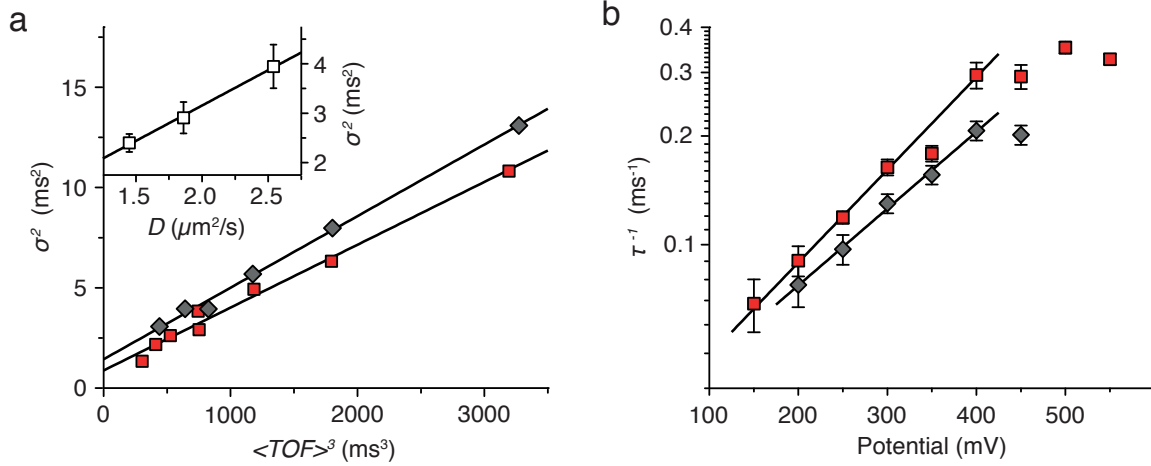 a
σ² (ms²)
15
10
5
0
0
1000
2000
3000
<TOF>³ (ms³)
4
3
2
σ² (ms²)
1.5
2.0
2.5
D (μm²/s)
b
τ⁻¹ (ms⁻¹)
0.4
0.3
0.2
0.1
100
200
300
400
500
Potential (mV)